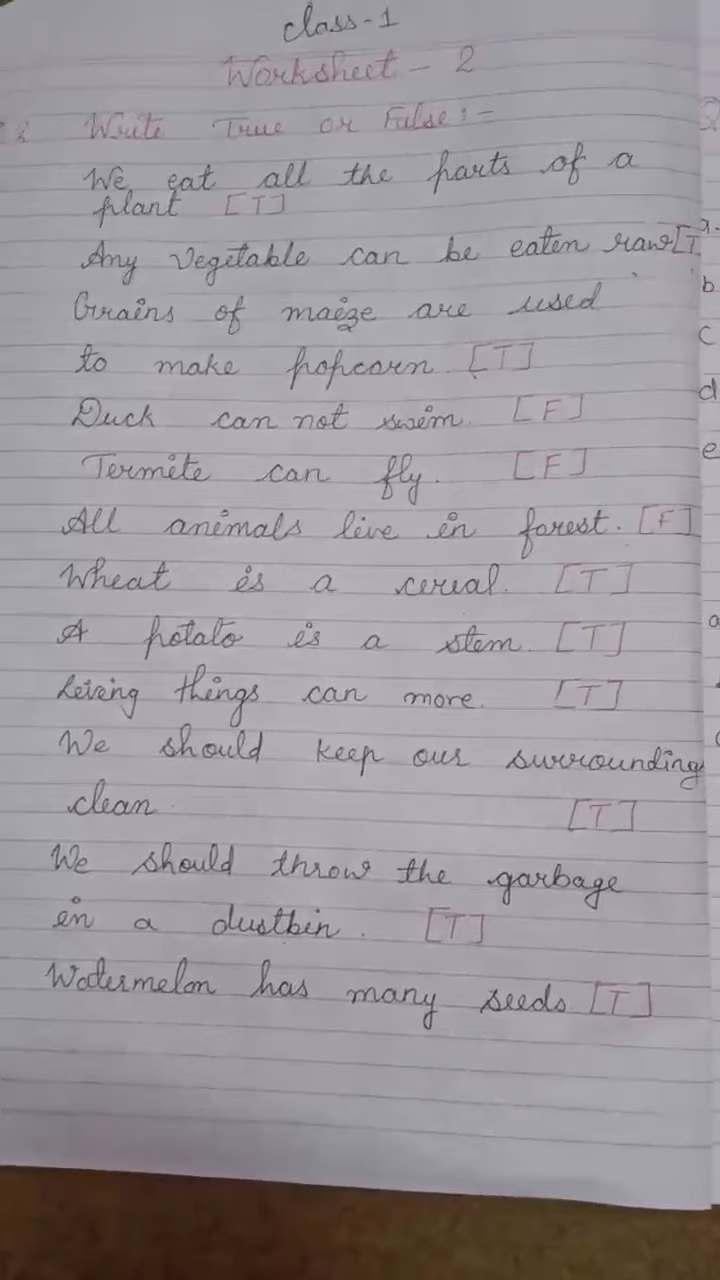 class-1
Worksheet - 2
Write True or False:-
We eat all the parts of a
plant [T]
Any vegetable can be eaten raw [T
Grains of maize are used
to make popcorn. [T]
Duck can not swim. [F]
Termite can fly. [F]
All animals live in forest. [F]
Wheat is a cerial. [T]
A potato is a stem. [T]
Living things can more. [T]
We should keep our surrounding
clean. [T]
We should throw the garbage
in a dustbin. [T]
Watermelon has many seeds [T]
a.
b
c
d
e
a